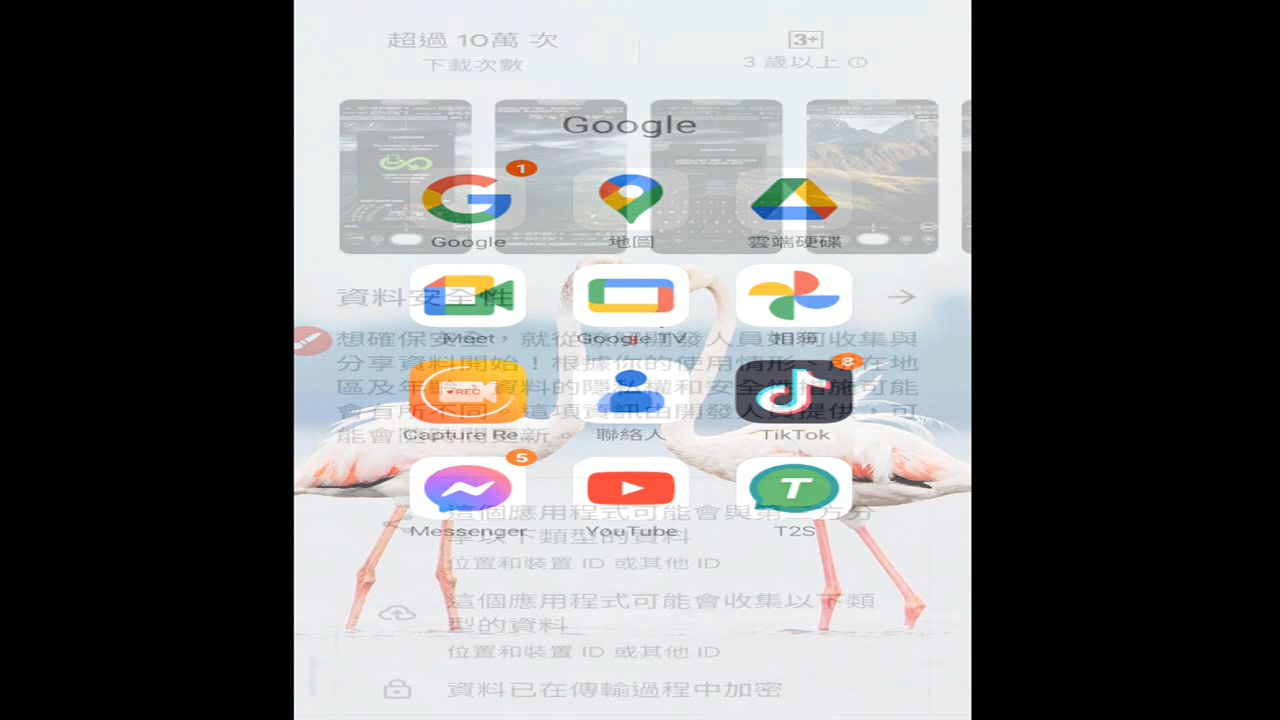 超過 10萬 次
下載次數
3+
3 歲以上
Google
1
Google
地圖
雲端硬碟
資料安全性
Meet
Google TV
相簿
想確保安全,就從瞭解開發人員如何收集與
分享資料開始!根據你的使用情形、所在地
區及年齡,資料的隱私權和安全性措施可能
會有所不同。這項資訊由開發人員提供,可
能會隨時間更新。
REC
8
Capture Re...
聯絡人
TikTok
5
T
Messenger
YouTube
T2S
這個應用程式可能會與第三方分
享以下類型的資料
位置和裝置 ID 或其他 ID
這個應用程式可能會收集以下類
型的資料
位置和裝置 ID 或其他 ID
資料已在傳輸過程中加密